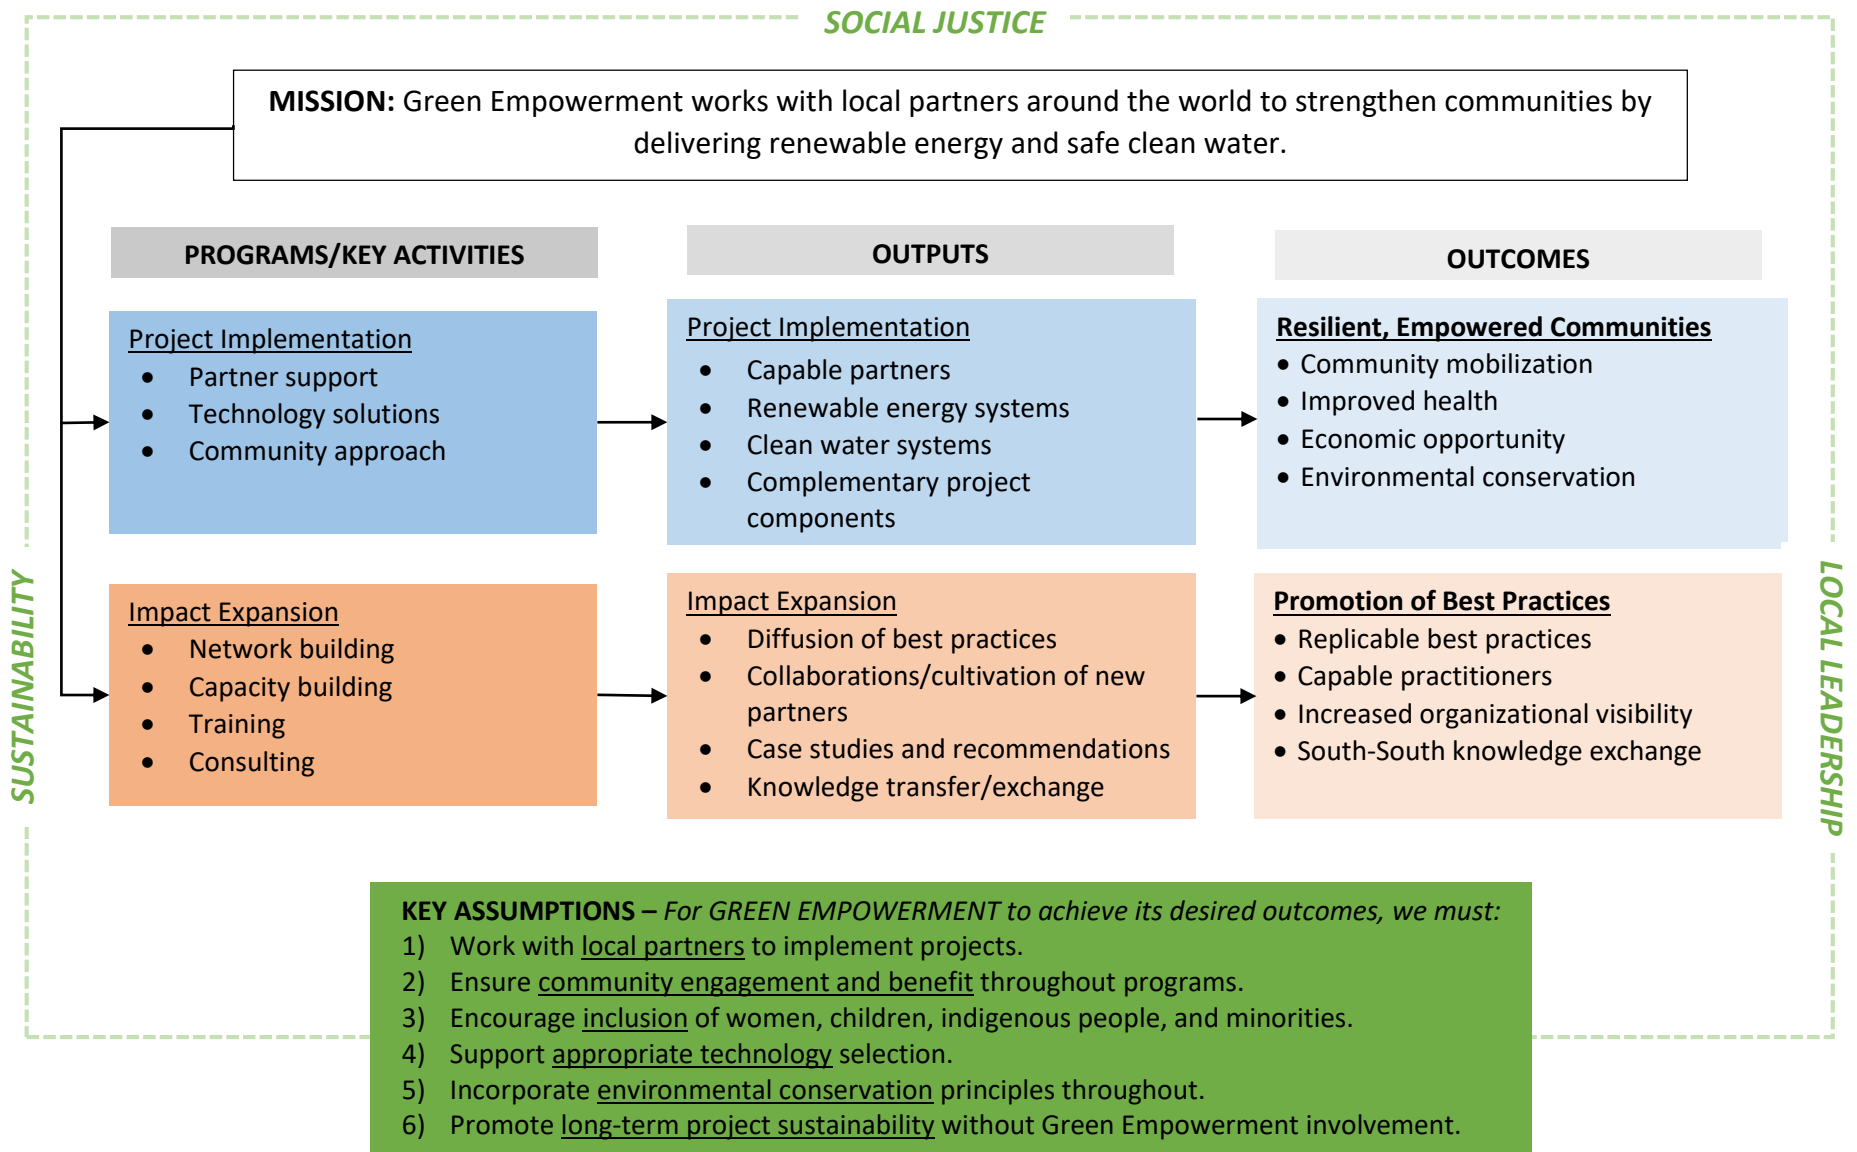 SOCIAL JUSTICE
MISSION: Green Empowerment works with local partners around the world to strengthen communities by
delivering renewable energy and safe clean water.
PROGRAMS/KEY ACTIVITIES
OUTPUTS
OUTCOMES
Project Implementation
• Partner support
• Technology solutions
• Community approach
Project Implementation
• Capable partners
• Renewable energy systems
• Clean water systems
• Complementary project
components
Resilient, Empowered Communities
• Community mobilization
• Improved health
• Economic opportunity
• Environmental conservation
Impact Expansion
• Network building
• Capacity building
• Training
• Consulting
Impact Expansion
• Diffusion of best practices
• Collaborations/cultivation of new
partners
• Case studies and recommendations
• Knowledge transfer/exchange
Promotion of Best Practices
• Replicable best practices
• Capable practitioners
• Increased organizational visibility
• South-South knowledge exchange
SUSTAINABILITY
LOCAL LEADERSHIP
KEY ASSUMPTIONS – For GREEN EMPOWERMENT to achieve its desired outcomes, we must:
1) Work with local partners to implement projects.
2) Ensure community engagement and benefit throughout programs.
3) Encourage inclusion of women, children, indigenous people, and minorities.
4) Support appropriate technology selection.
5) Incorporate environmental conservation principles throughout.
6) Promote long-term project sustainability without Green Empowerment involvement.